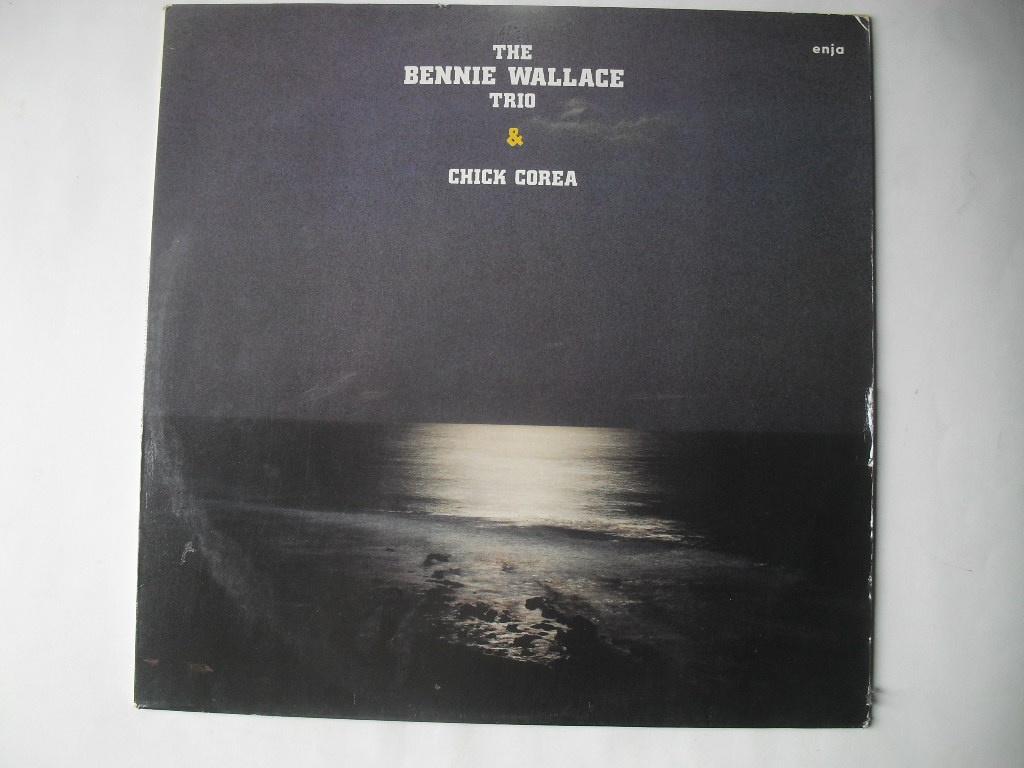 THE
BENNIE WALLACE
TRIO
&
CHICK COREA
enja